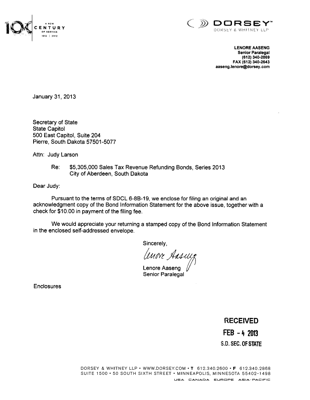 A NEW
CENTURY
OF SERVICE
DORSEY
DORSEY & WHITNEY LLP
LENORE AASENG
Senior Paralegal
(612) 340-2869
FAX (612) 340-2643
aaseng.lenore@dorsey.com
January 31, 2013
Secretary of State
State Capitol
500 East Capitol, Suite 204
Pierre, South Dakota 57501-5077
Attn: Judy Larson
Re: $5,305,000 Sales Tax Revenue Refunding Bonds, Series 2013
City of Aberdeen, South Dakota
Dear Judy:
Pursuant to the terms of SDCL 6-8B-19, we enclose for filing an original and an
acknowledgment copy of the Bond Information Statement for the above issue, together with a
check for $10.00 in payment of the filing fee.
We would appreciate your returning a stamped copy of the Bond Information Statement
in the enclosed self-addressed envelope.
Sincerely,
Lenore Aaseng
Lenore Aaseng
Senior Paralegal
Enclosures
RECEIVED
FEB - 4 2013
S.D. SEC. OF STATE
DORSEY & WHITNEY LLP • WWW.DORSEY.COM • T 612.340.2600 • F 612.340.2868
SUITE 1500 • 50 SOUTH SIXTH STREET • MINNEAPOLIS, MINNESOTA 55402-1498
USA CANADA EUROPE ASIA-PACIFIC